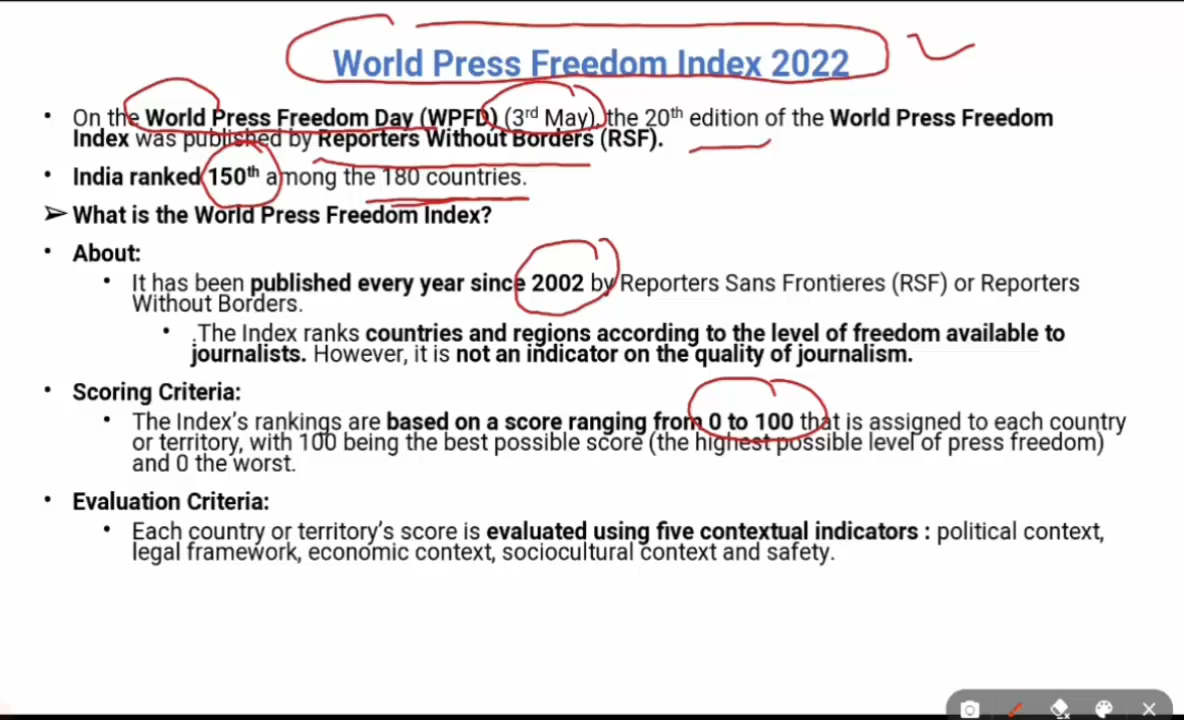 World Press Freedom Index 2022
• On the World Press Freedom Day (WPFD) (3rd May), the 20th edition of the World Press Freedom
Index was published by Reporters Without Borders (RSF).
• India ranked 150th among the 180 countries.
➢ What is the World Press Freedom Index?
• About:
• It has been published every year since 2002 by Reporters Sans Frontieres (RSF) or Reporters
Without Borders.
• .The Index ranks countries and regions according to the level of freedom available to
journalists. However, it is not an indicator on the quality of journalism.
• Scoring Criteria:
• The Index's rankings are based on a score ranging from 0 to 100 that is assigned to each country
or territory, with 100 being the best possible score (the highest possible level of press freedom)
and 0 the worst.
• Evaluation Criteria:
• Each country or territory's score is evaluated using five contextual indicators : political context,
legal framework, economic context, sociocultural context and safety.